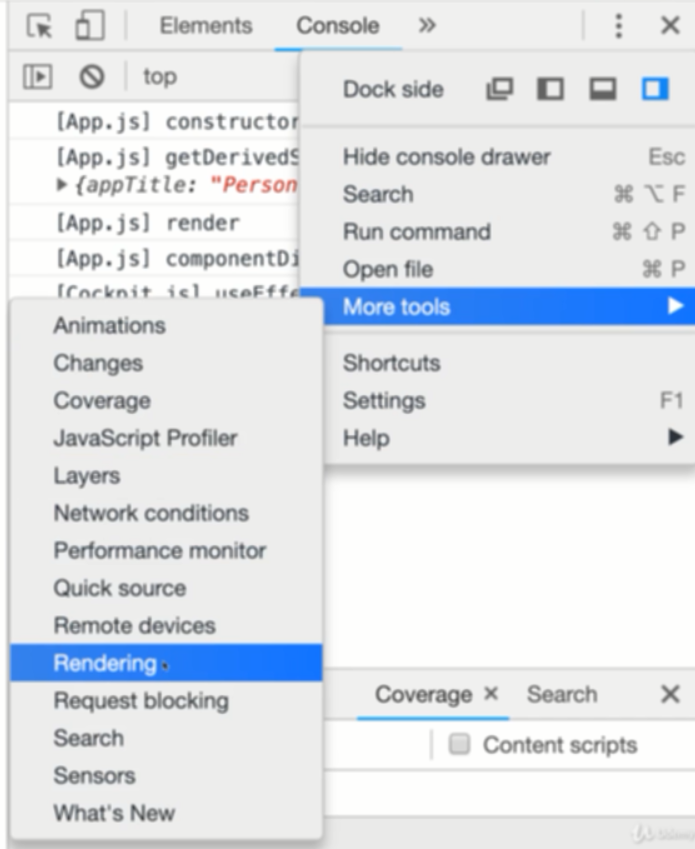 Elements Console »
top
Dock side
[App.js] constructor
[App.js] getDerivedS
{appTitle: "Person
[App.js] render
[App.js] componentDi
[Cockpit.js] useEffe
Hide console drawer Esc
Search ⌘ ⌥ F
Run command ⌘ ⇧ P
Open file ⌘ P
More tools
Shortcuts
Settings F1
Help
Animations
Changes
Coverage
JavaScript Profiler
Layers
Network conditions
Performance monitor
Quick source
Remote devices
Rendering
Request blocking
Search
Sensors
What's New
Coverage × Search
Content scripts
Udemy